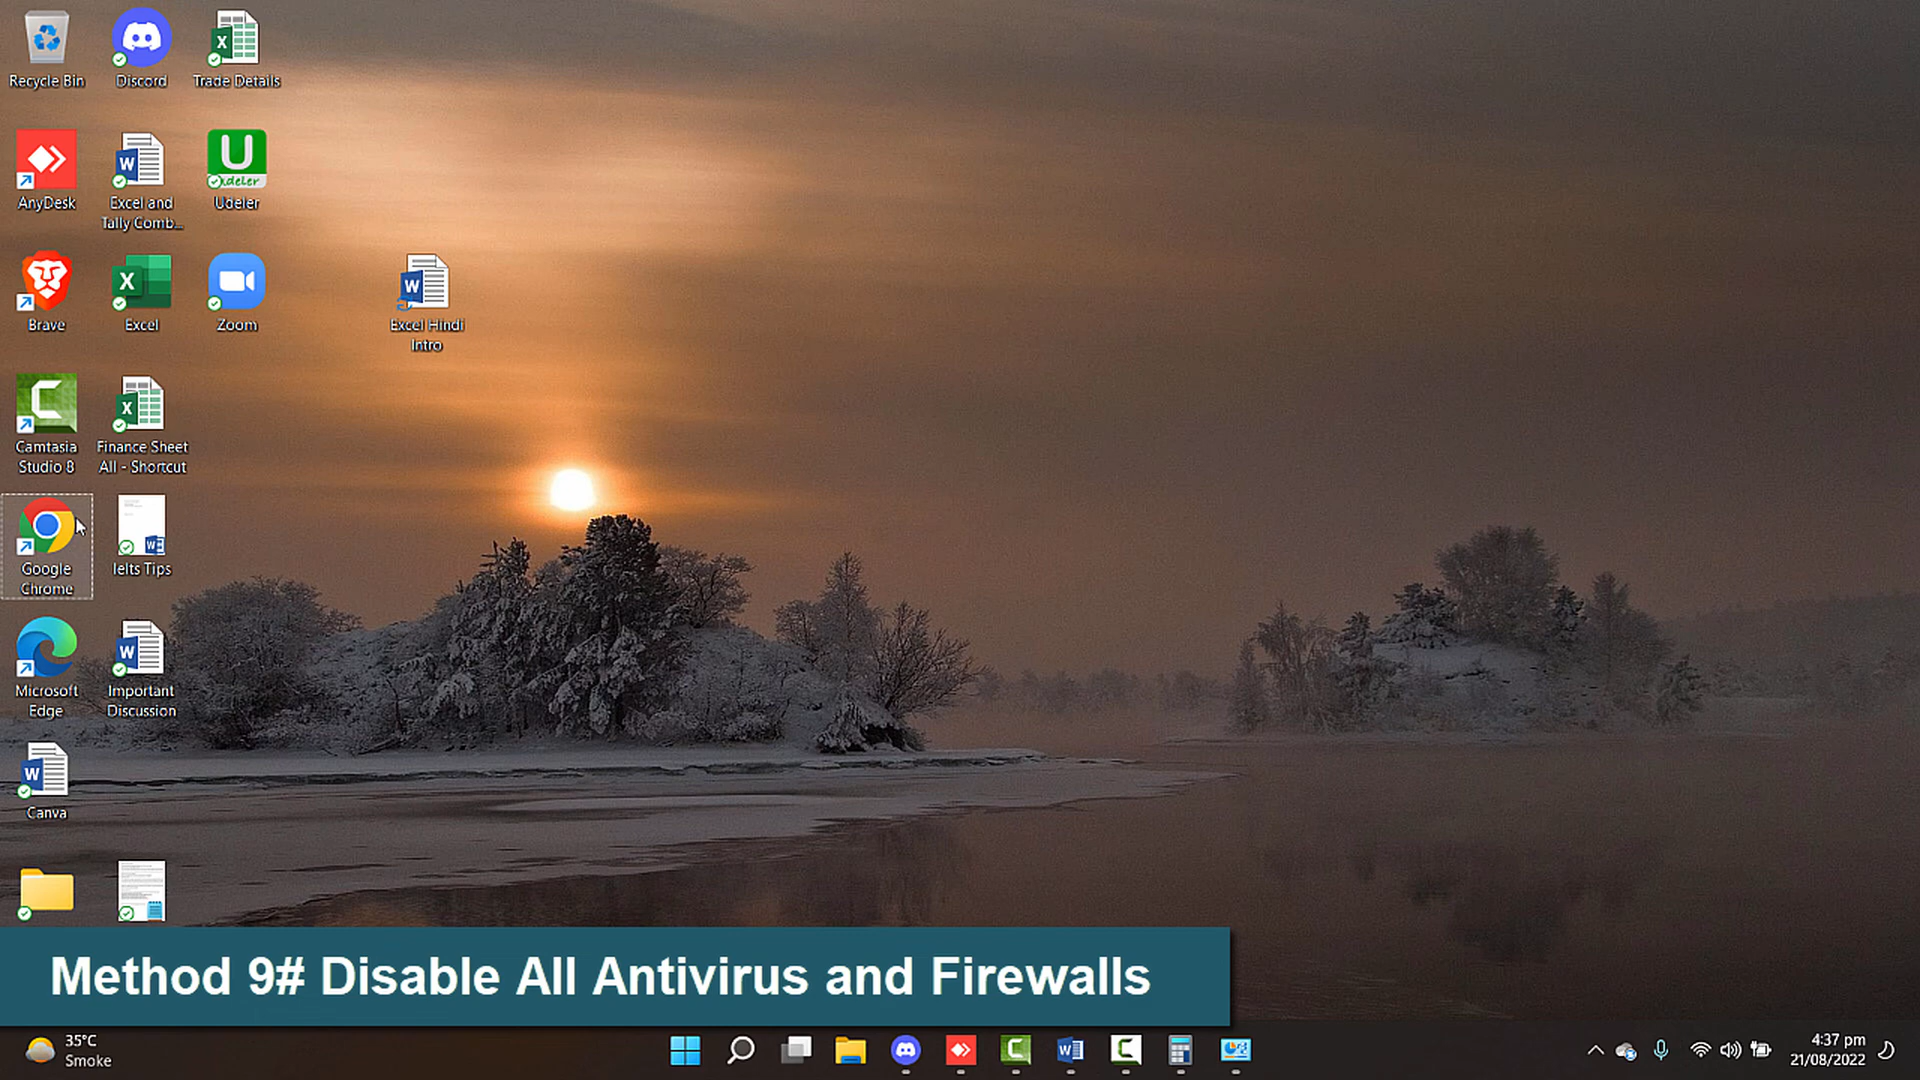 Recycle Bin
Discord
Trade Details
AnyDesk
Excel and
Tally Comb...
U
udeler
Udeler
Brave
Excel
Zoom
Excel Hindi
Intro
Camtasia
Studio 8
Finance Sheet
All - Shortcut
Google
Chrome
Ielts Tips
Microsoft
Edge
Important
Discussion
Canva
Method 9# Disable All Antivirus and Firewalls
35°C
Smoke
4:37 pm
21/08/2022